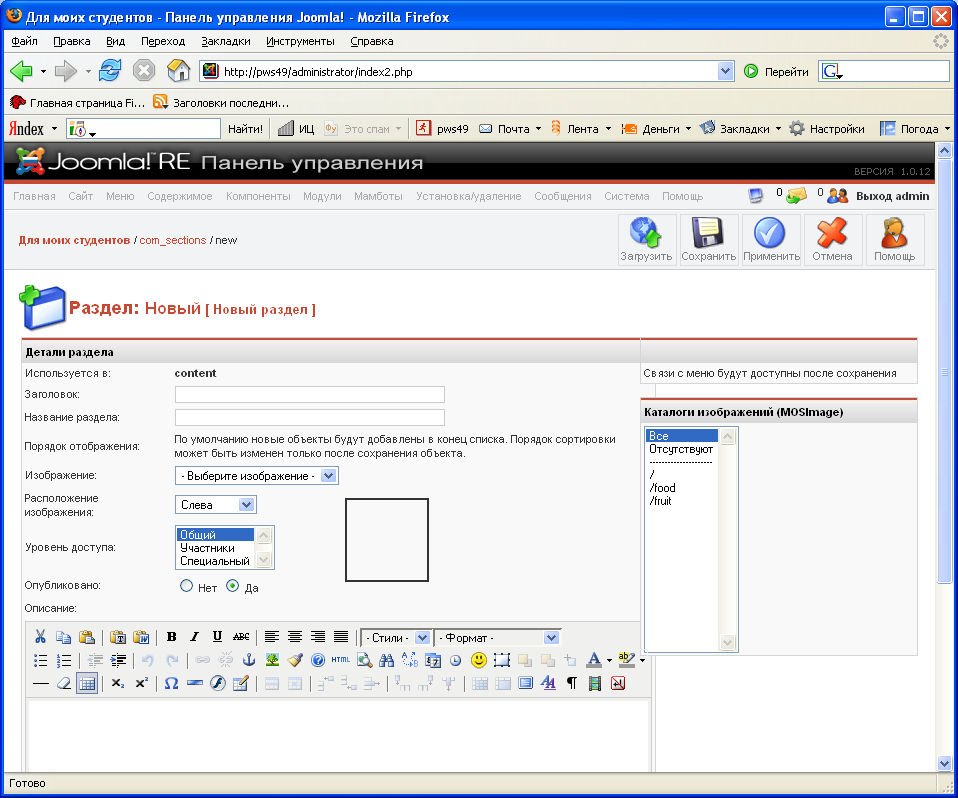 Для моих студентов - Панель управления Joomla! - Mozilla Firefox
Файл Правка Вид Переход Закладки Инструменты Справка
http://pws49/administrator/index2.php Перейти G
Главная страница Fi... Заголовки последни...
Яndex Найти! ИЦ Это спам pws49 Почта Лента Деньги Закладки Настройки Погода
Joomla!™ RE Панель управления
ВЕРСИЯ 1.0.12
Главная Сайт Меню Содержимое Компоненты Модули Мамботы Установка/удаление Сообщения Система Помощь 0 0 Выход admin
Для моих студентов / com_sections / new
Загрузить Сохранить Применить Отмена Помощь
Раздел: Новый [ Новый раздел ]
Детали раздела
Используется в: content
Связи с меню будут доступны после сохранения
Заголовок:
Название раздела:
Каталоги изображений (MOSImage)
Порядок отображения: По умолчанию новые объекты будут добавлены в конец списка. Порядок сортировки
может быть изменен только после сохранения объекта.
Все
Отсутствуют
---------------------
/
/food
/fruit
Изображение: - Выберите изображение -
Расположение
изображения: Слева
Уровень доступа: Общий
Участники
Специальный
Опубликовано: Нет Да
Описание:
B I U ABC - Стили - - Формат -
HTML A ab
X₂ X² Ω
Готово